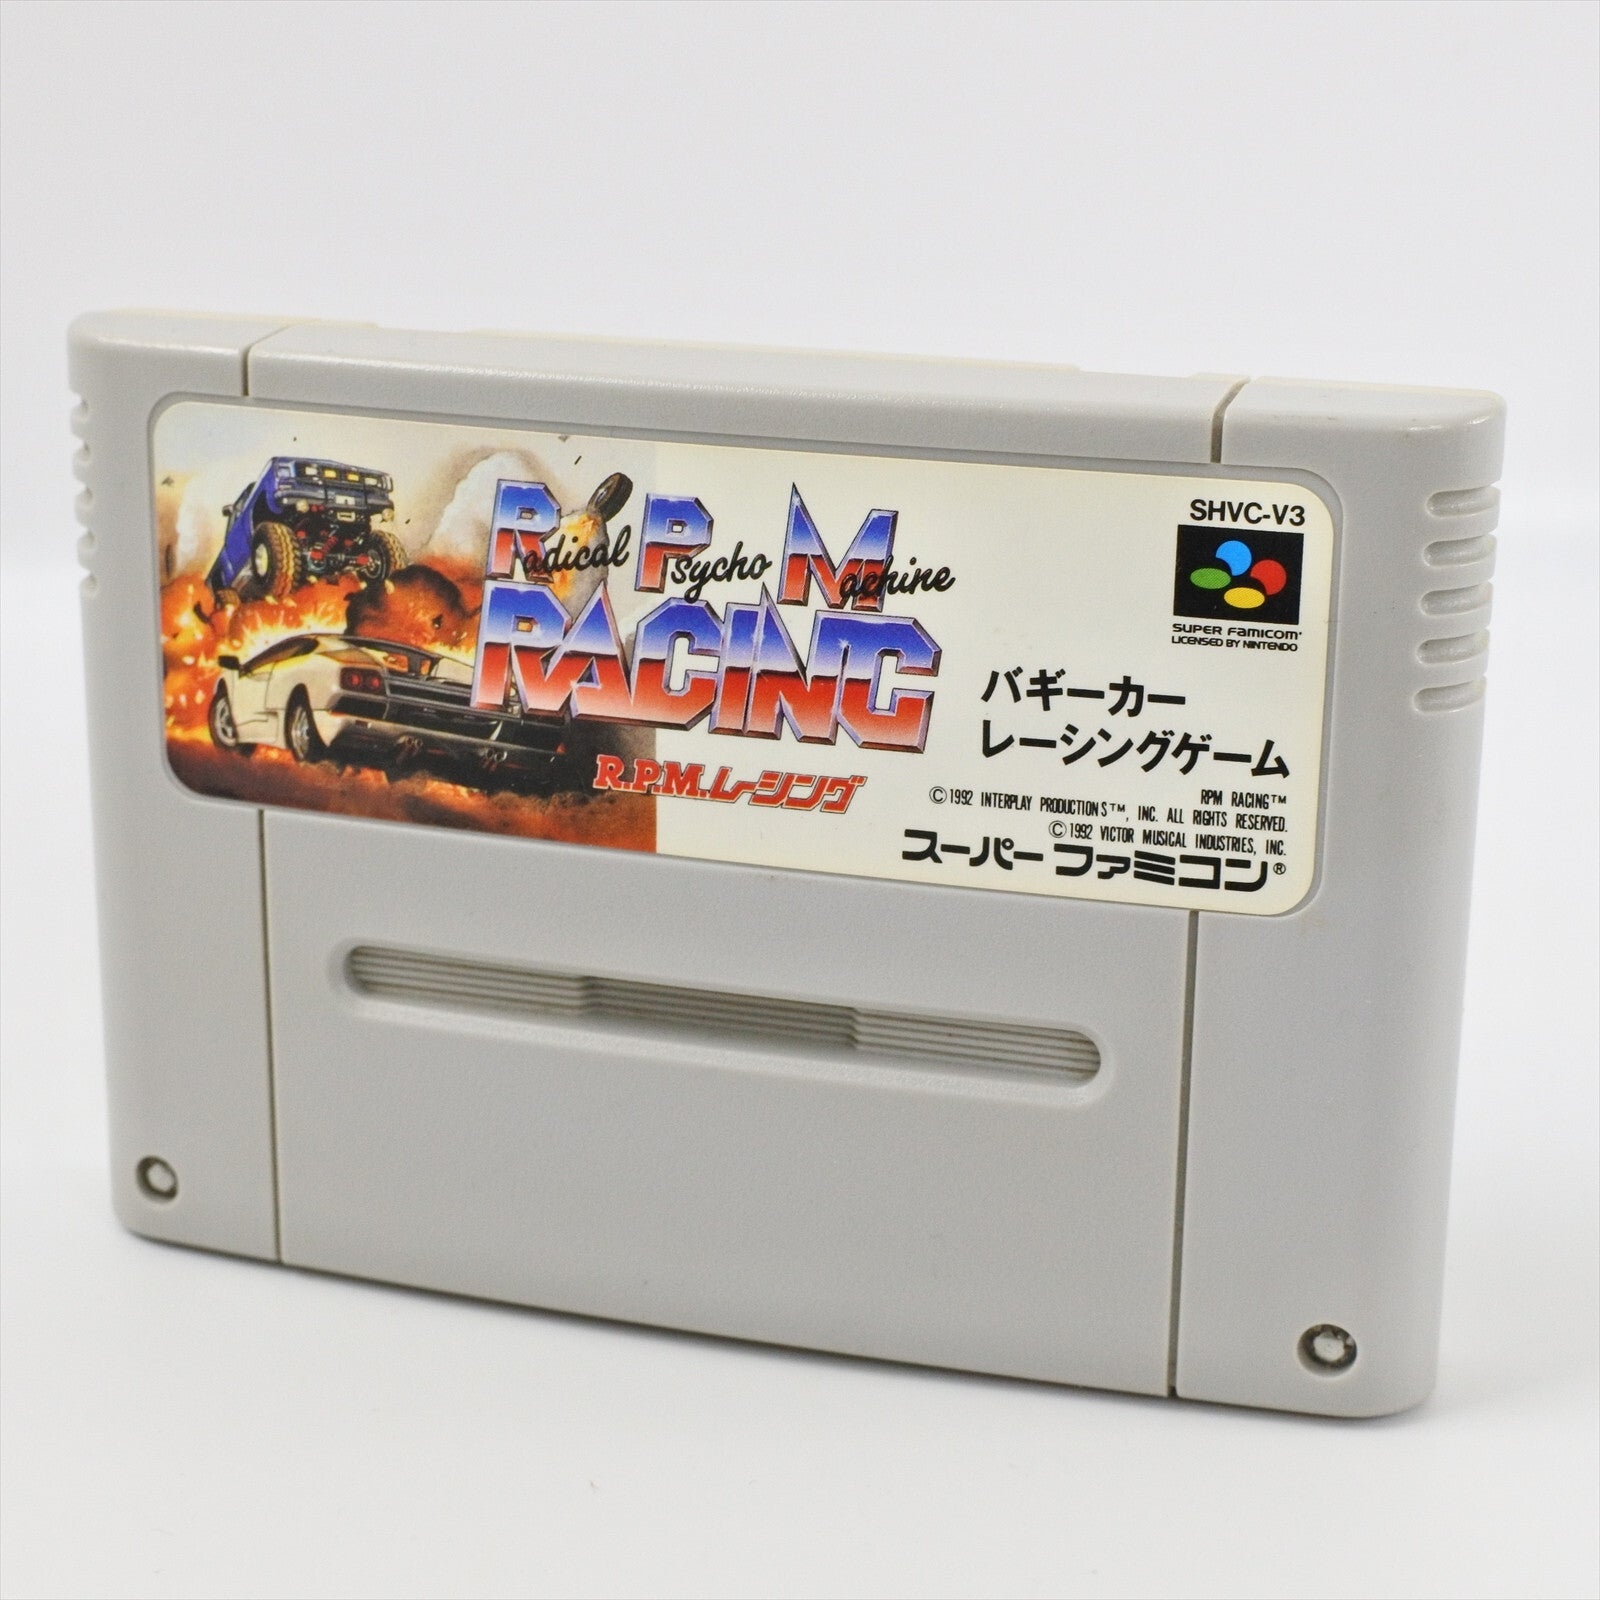 Radical Psycho Machine
RACING
R.P.M.レーシング
SHVC-V3
SUPER FAMICOM
LICENSED BY NINTENDO
バギーカー
レーシングゲーム
RPM RACING™
©1992 INTERPLAY PRODUCTIONS™, INC. ALL RIGHTS RESERVED.
©1992 VICTOR MUSICAL INDUSTRIES, INC.
スーパーファミコン®